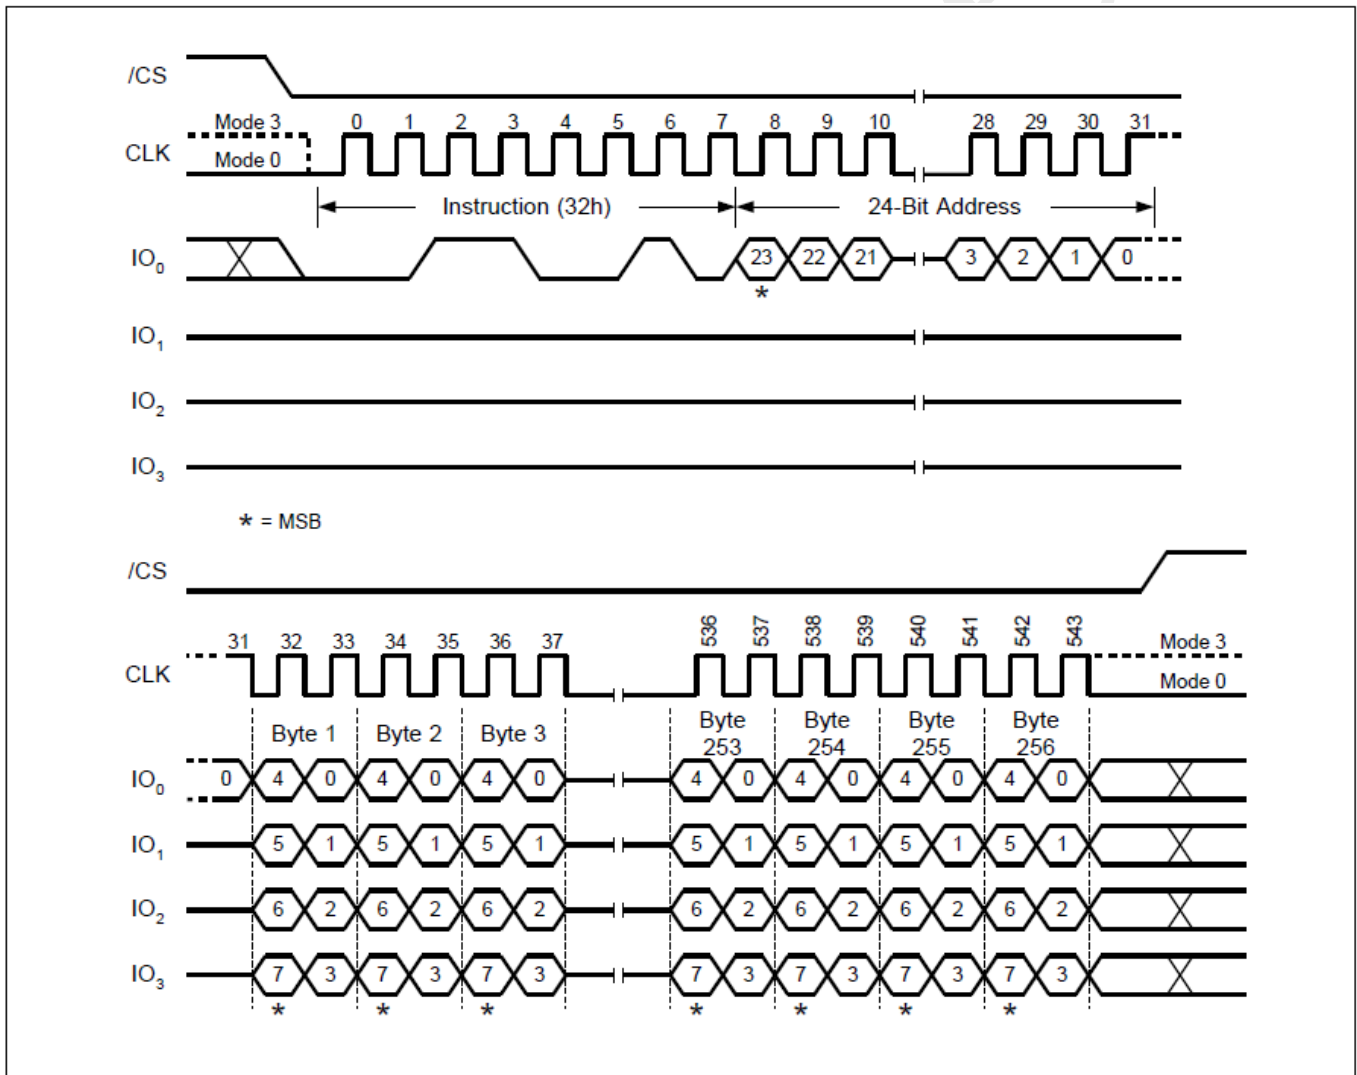 /CS
Mode 3 0 1 2 3 4 5 6 7 8 9 10 28 29 30 31
CLK
Mode 0
Instruction (32h) 24-Bit Address
IO0 23 22 21 3 2 1 0
*
IO1
IO2
IO3
* = MSB
/CS
31 32 33 34 35 36 37 536 537 538 539 540 541 542 543 Mode 3
CLK
Mode 0
Byte 1 Byte 2 Byte 3 Byte 253 Byte 254 Byte 255 Byte 256
IO0 0 4 0 4 0 4 0 4 0 4 0 4 0 4 0
IO1 5 1 5 1 5 1 5 1 5 1 5 1 5 1
IO2 6 2 6 2 6 2 6 2 6 2 6 2 6 2
IO3 7 3 7 3 7 3 7 3 7 3 7 3 7 3
* * * * * * *